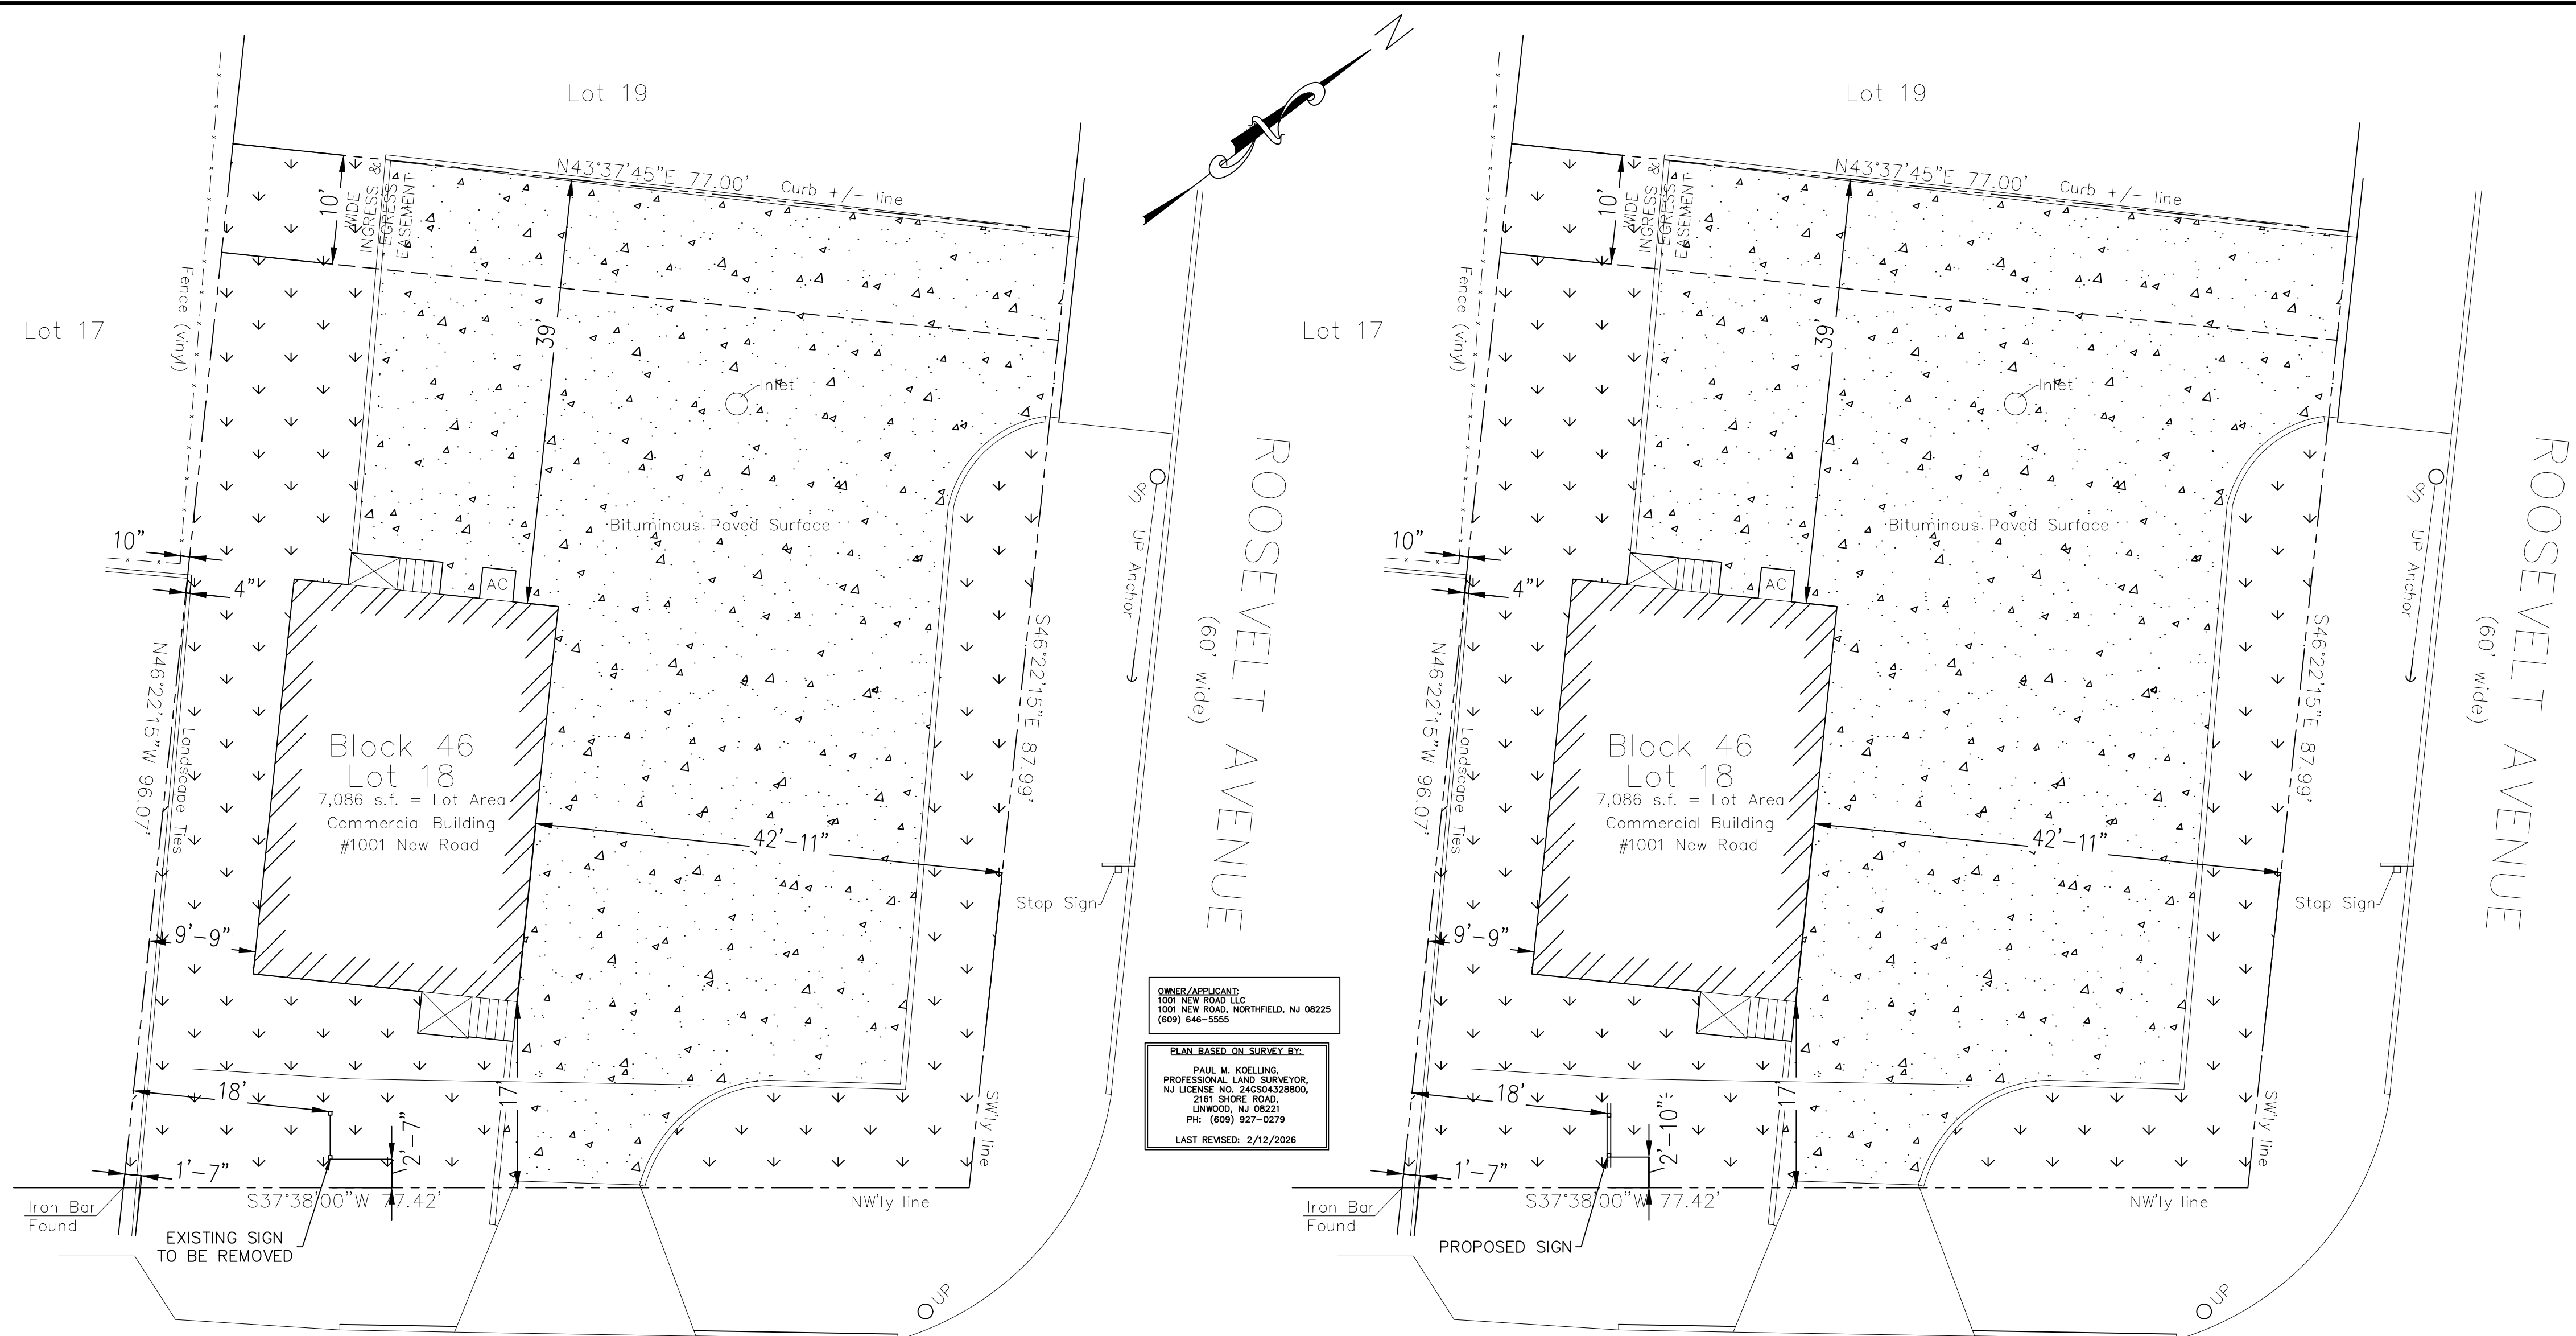 Lot 19
N
N43°37'45"E 77.00'
Curb +/- line
10'
WIDE
INGRESS &
EGRESS
EASEMENT
Fence (vinyl)
Lot 17
39'
Inlet
Bituminous Paved Surface
10"
4"
AC
UP
UP Anchor
ROOSEVELT AVENUE
(60' wide)
N46°22'15"W 96.07'
Landscape Ties
Block 46
Lot 18
7,086 s.f. = Lot Area
Commercial Building
#1001 New Road
42'-11"
S46°22'15"E 87.99'
Stop Sign
9'-9"
18'
17'
2'-7"
1'-7"
SW'ly line
Iron Bar
Found
S37°38'00"W 77.42'
NW'ly line
EXISTING SIGN
TO BE REMOVED
UP
OWNER/APPLICANT:
1001 NEW ROAD LLC
1001 NEW ROAD, NORTHFIELD, NJ 08225
(609) 646-5555
PLAN BASED ON SURVEY BY:
PAUL M. KOELLING,
PROFESSIONAL LAND SURVEYOR,
NJ LICENSE NO. 24GS04328800,
2161 SHORE ROAD,
LINWOOD, NJ 08221
PH: (609) 927-0279
LAST REVISED: 2/12/2026
Lot 19
N43°37'45"E 77.00'
Curb +/- line
10'
WIDE
INGRESS &
EGRESS
EASEMENT
Fence (vinyl)
Lot 17
39'
Inlet
Bituminous Paved Surface
10"
4"
AC
UP
UP Anchor
ROOSEVELT AVENUE
(60' wide)
N46°22'15"W 96.07'
Landscape Ties
Block 46
Lot 18
7,086 s.f. = Lot Area
Commercial Building
#1001 New Road
42'-11"
S46°22'15"E 87.99'
Stop Sign
9'-9"
18'
17'
2'-10"
1'-7"
SW'ly line
Iron Bar
Found
S37°38'00"W 77.42'
NW'ly line
PROPOSED SIGN
UP